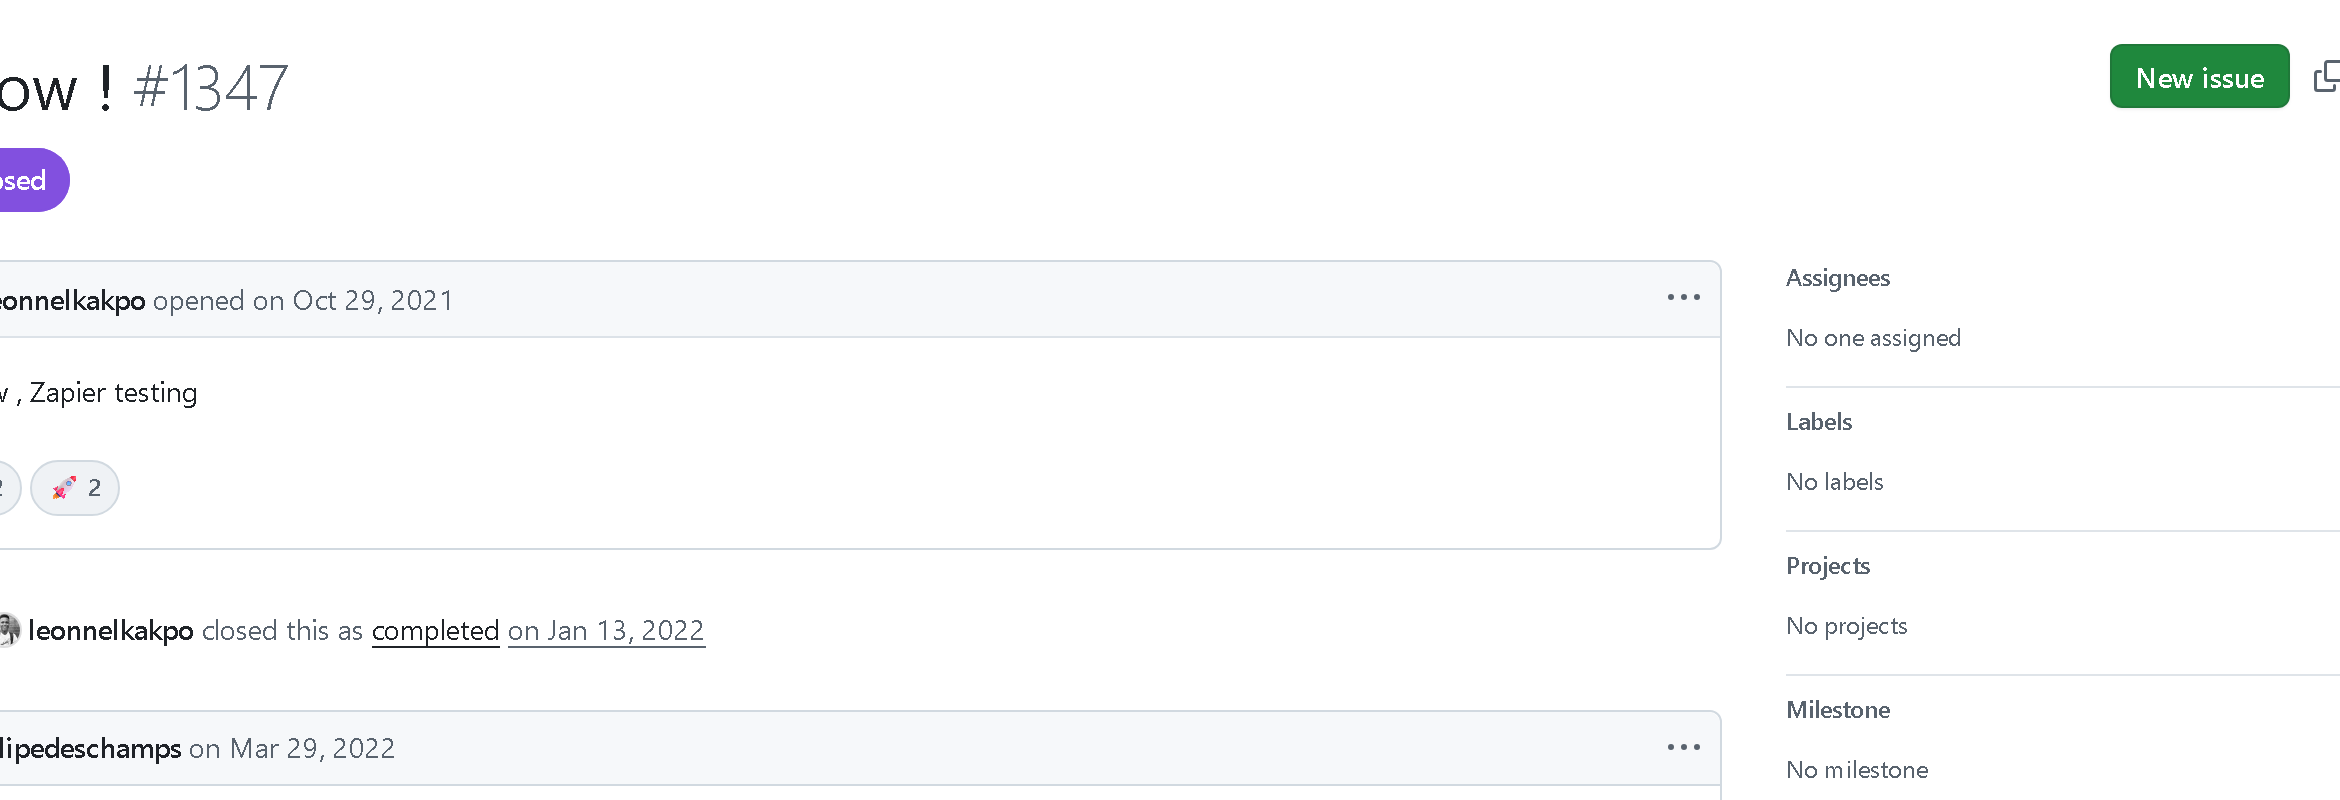 ow ! #1347
New issue
osed
eonnelkakpo opened on Oct 29, 2021
, Zapier testing
2
leonnelkakpo closed this as completed on Jan 13, 2022
lipedeschamps on Mar 29, 2022
Assignees
No one assigned
Labels
No labels
Projects
No projects
Milestone
No milestone